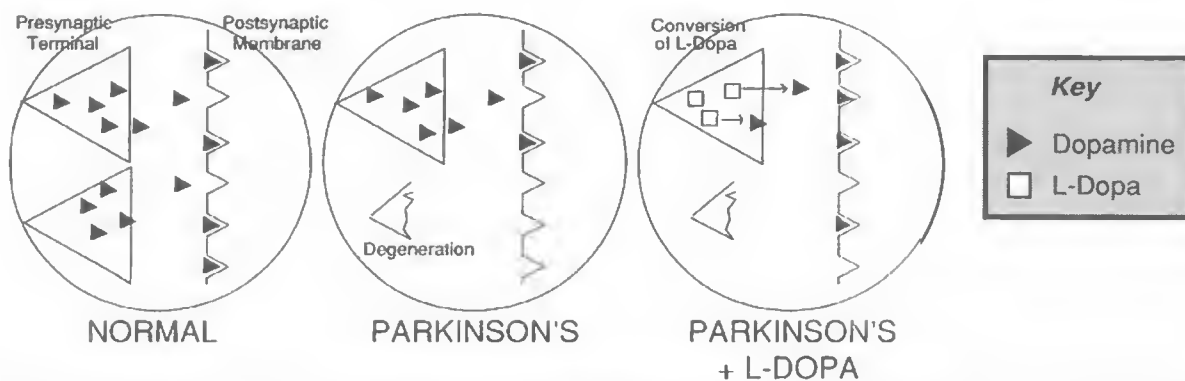 Presynaptic
Terminal
Postsynaptic
Membrane
Conversion
of L-Dopa
Degeneration
NORMAL
PARKINSON'S
PARKINSON'S
+ L-DOPA
Key
Dopamine
L-Dopa